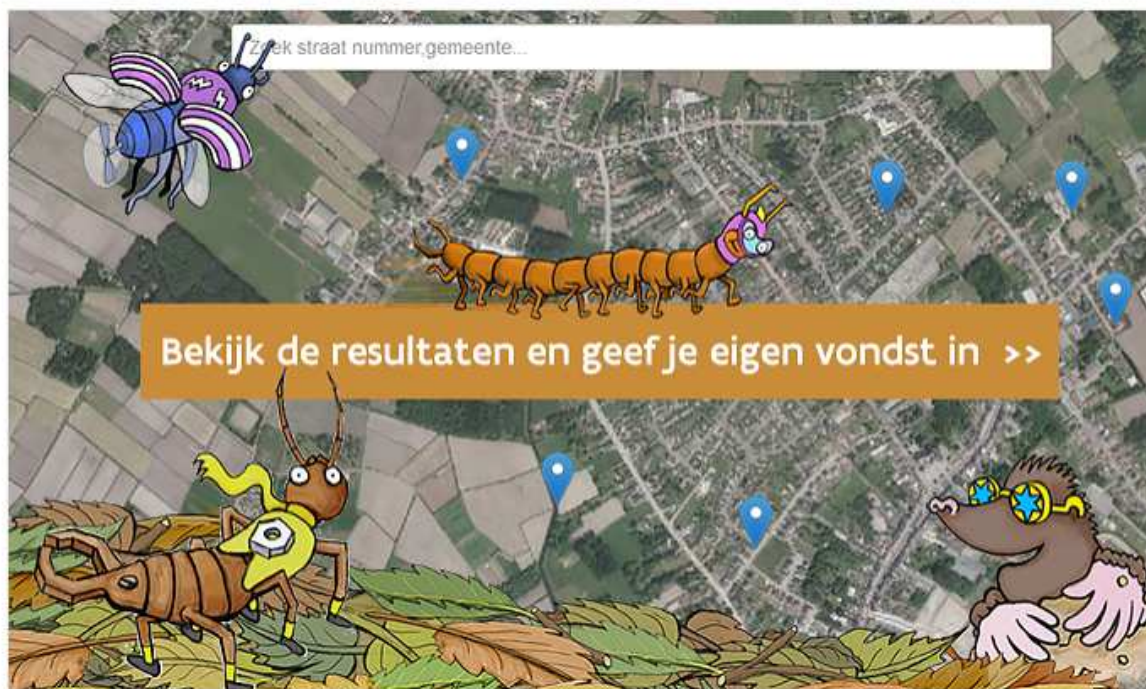 Zoek straat nummer,gemeente...
Bekijk de resultaten en geef je eigen vondst in >>